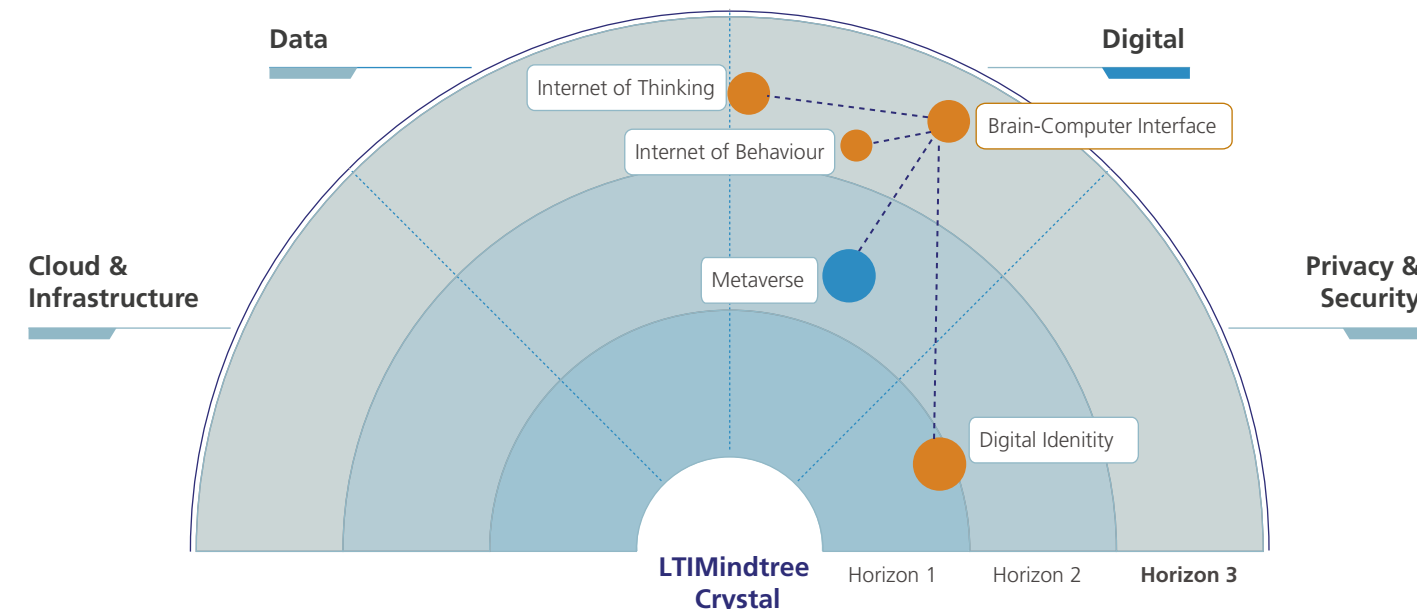 Data
Digital
Internet of Thinking
Brain-Computer Interface
Internet of Behaviour
Cloud &
Infrastructure
Privacy &
Security
Metaverse
Digital Idenitity
LTIMindtree
Crystal
Horizon 1
Horizon 2
Horizon 3